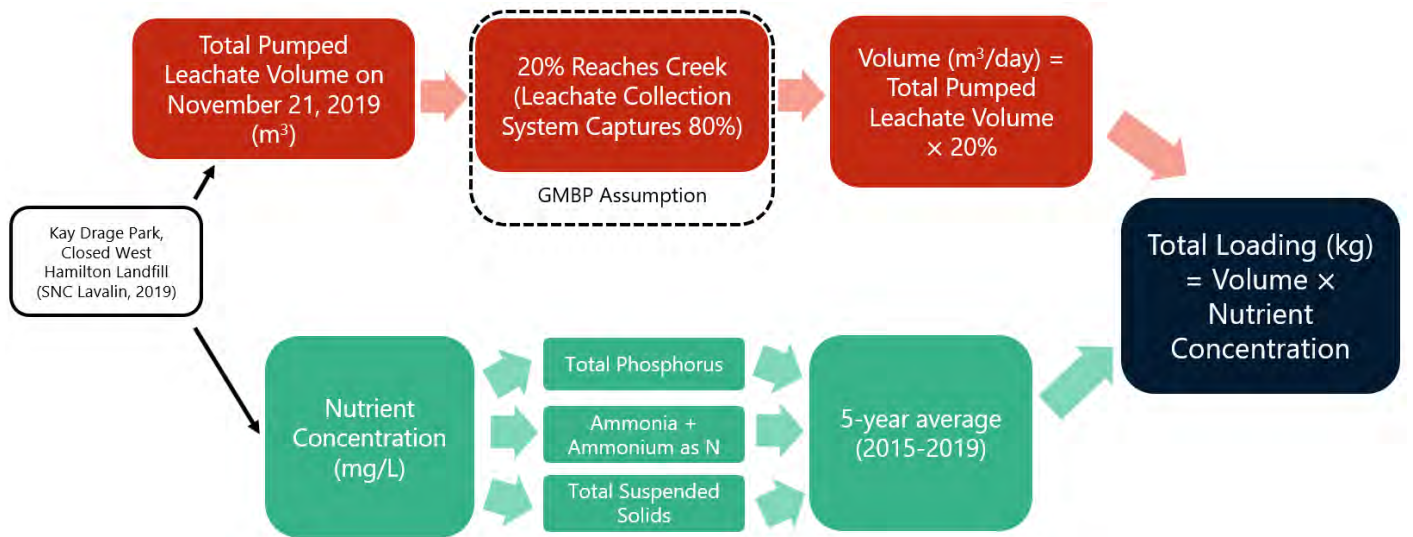 Total Pumped
Leachate Volume on
November 21, 2019
(m³)
20% Reaches Creek
(Leachate Collection
System Captures 80%)
GMBP Assumption
Volume (m³/day) =
Total Pumped
Leachate Volume
× 20%
Kay Drage Park,
Closed West
Hamilton Landfill
(SNC Lavalin, 2019)
Total Loading (kg)
= Volume ×
Nutrient
Concentration
Nutrient
Concentration
(mg/L)
Total Phosphorus
Ammonia +
Ammonium as N
Total Suspended
Solids
5-year average
(2015-2019)